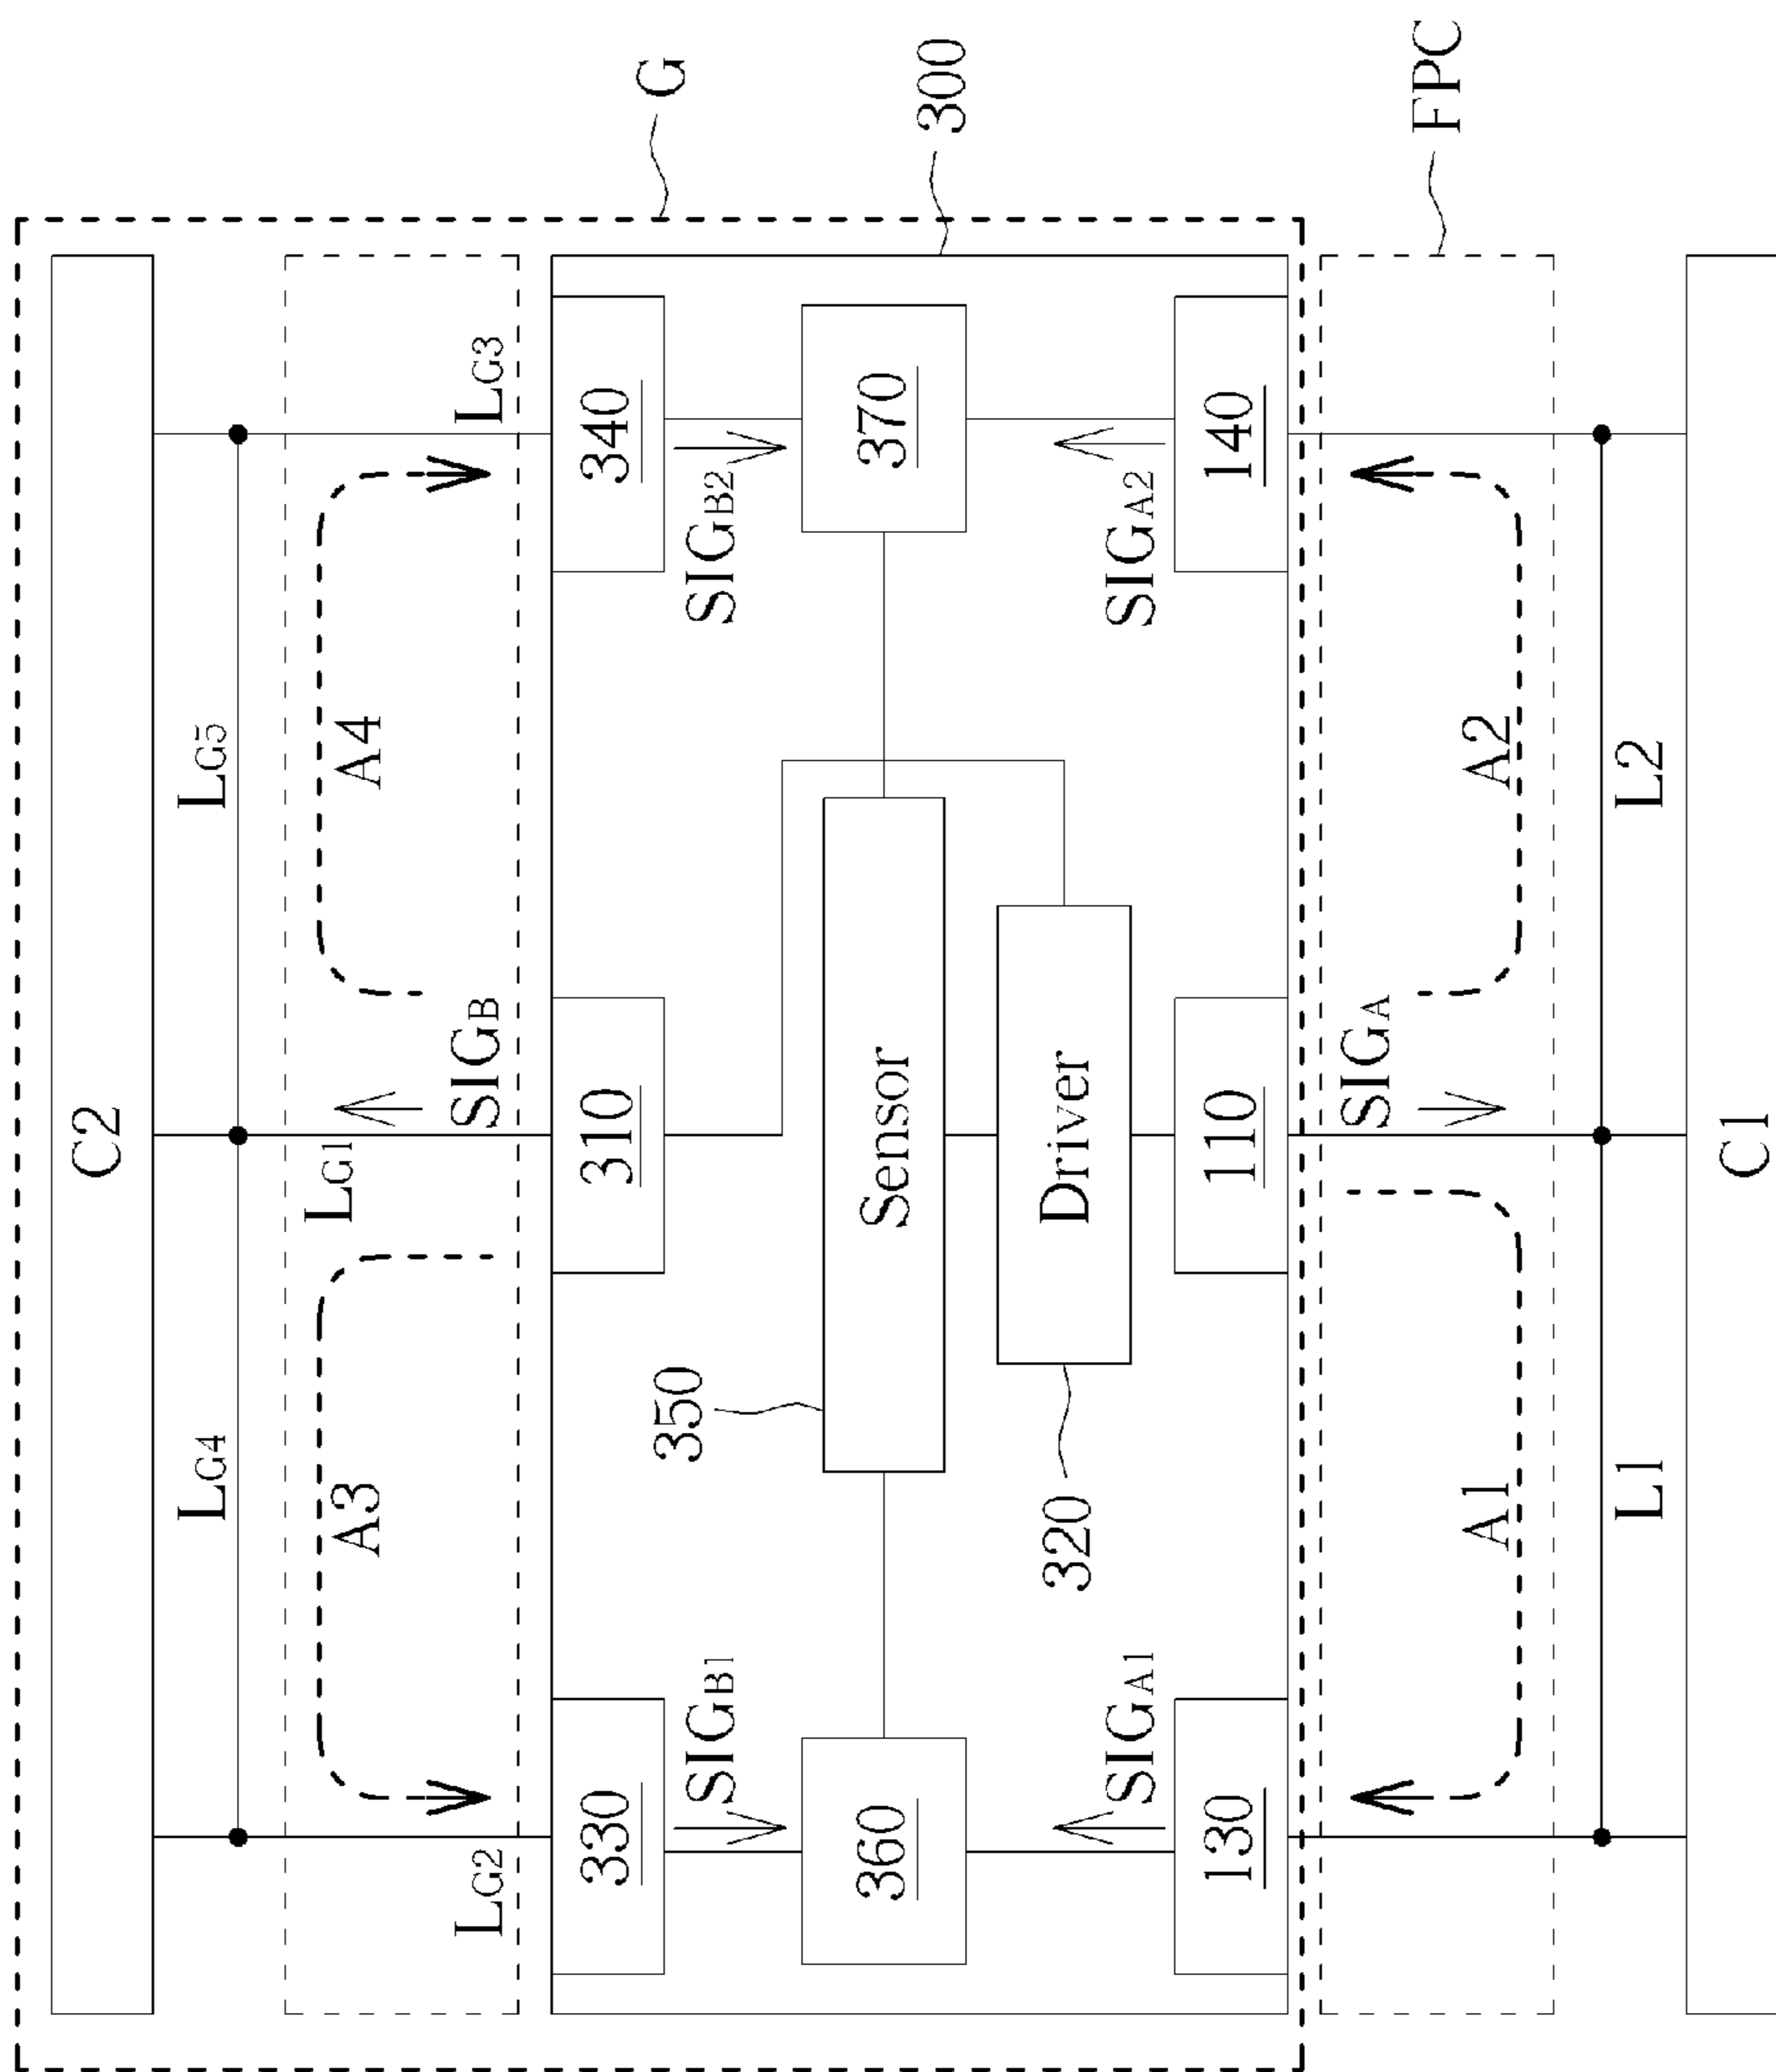 C2
LG4
LG5
A3
LG1
A4
LG2
SIGB
LG3
G
330
310
340
SIGB1
350
SIGB2
360
Sensor
370
300
320
Driver
SIGA1
SIGA2
130
110
140
SIGA
FPC
A1
A2
L1
L2
C1